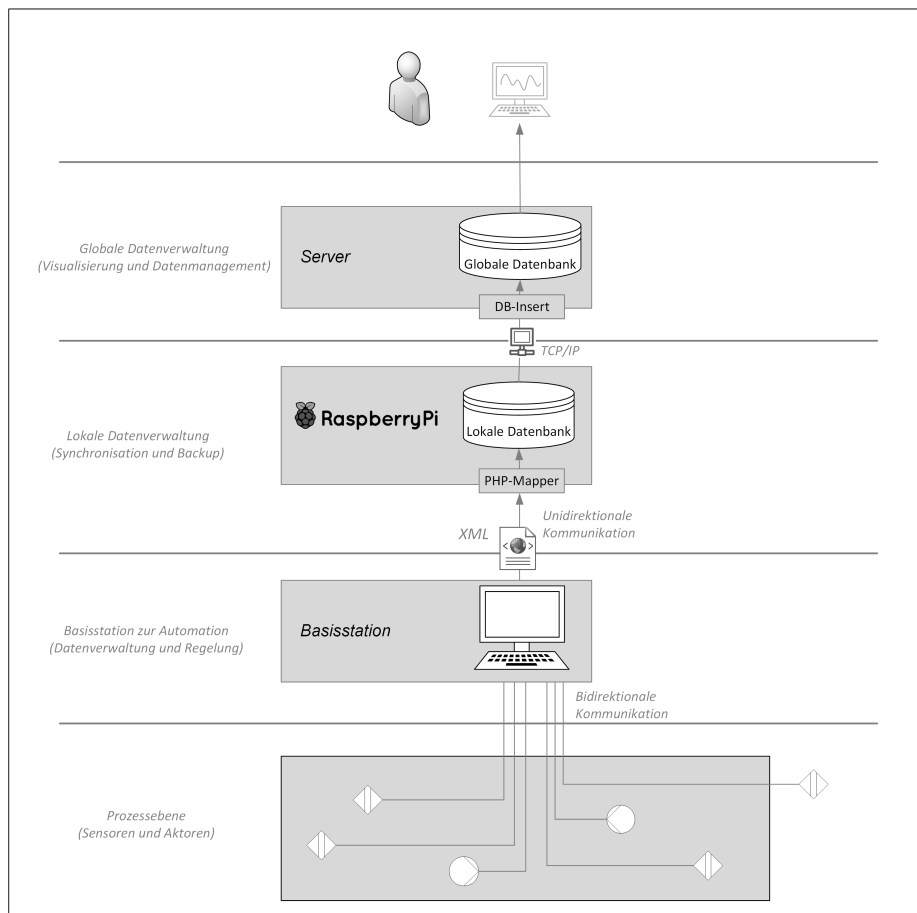 Globale Datenverwaltung
(Visualisierung und Datenmanagement)
Server
Globale Datenbank
DB-Insert
TCP/IP
RaspberryPi
Lokale Datenbank
Lokale Datenverwaltung
(Synchronisation und Backup)
PHP-Mapper
XML
Unidirektionale
Kommunikation
Basisstation zur Automation
(Datenverwaltung und Regelung)
Basisstation
Bidirektionale
Kommunikation
Prozessebene
(Sensoren und Aktoren)